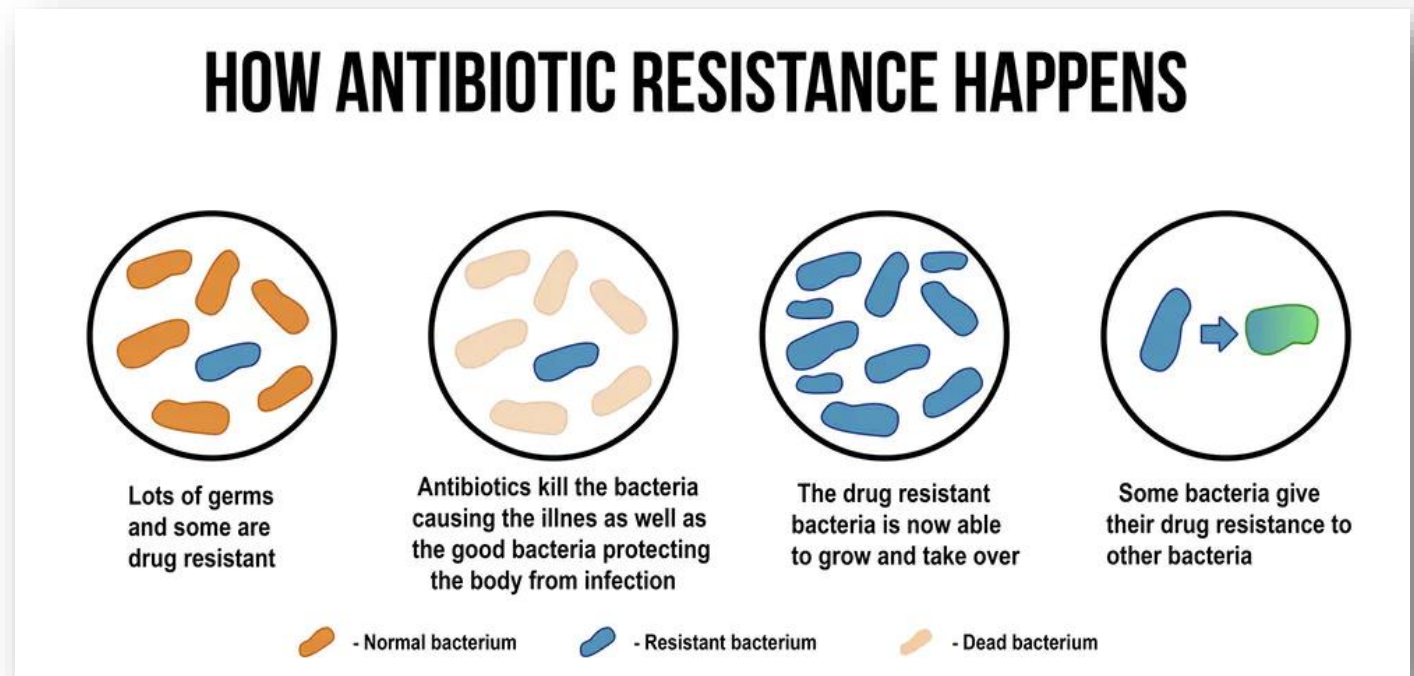 HOW ANTIBIOTIC RESISTANCE HAPPENS
Lots of germs
and some are
drug resistant
Antibiotics kill the bacteria
causing the illnes as well as
the good bacteria protecting
the body from infection
The drug resistant
bacteria is now able
to grow and take over
Some bacteria give
their drug resistance to
other bacteria
- Normal bacterium
- Resistant bacterium
- Dead bacterium